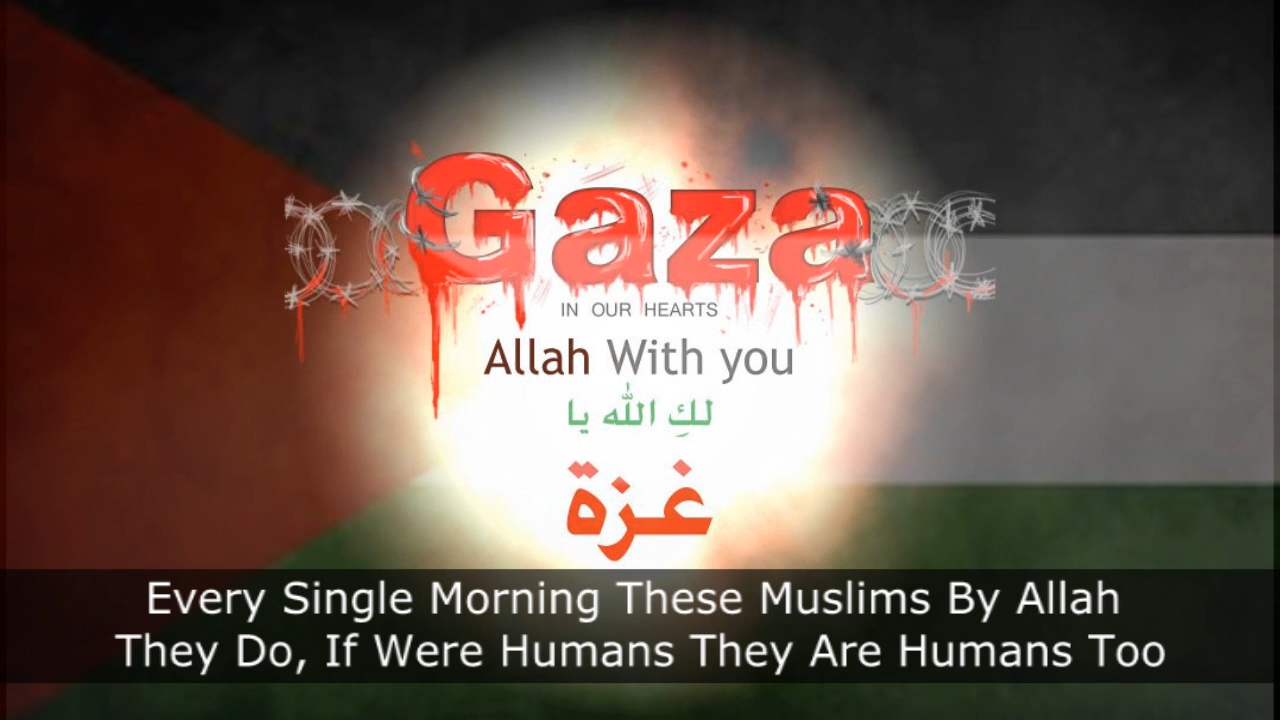 Gaza
IN OUR HEARTS
Allah With you
لكِ الله يا
غزة
Every Single Morning These Muslims By Allah
They Do, If Were Humans They Are Humans Too